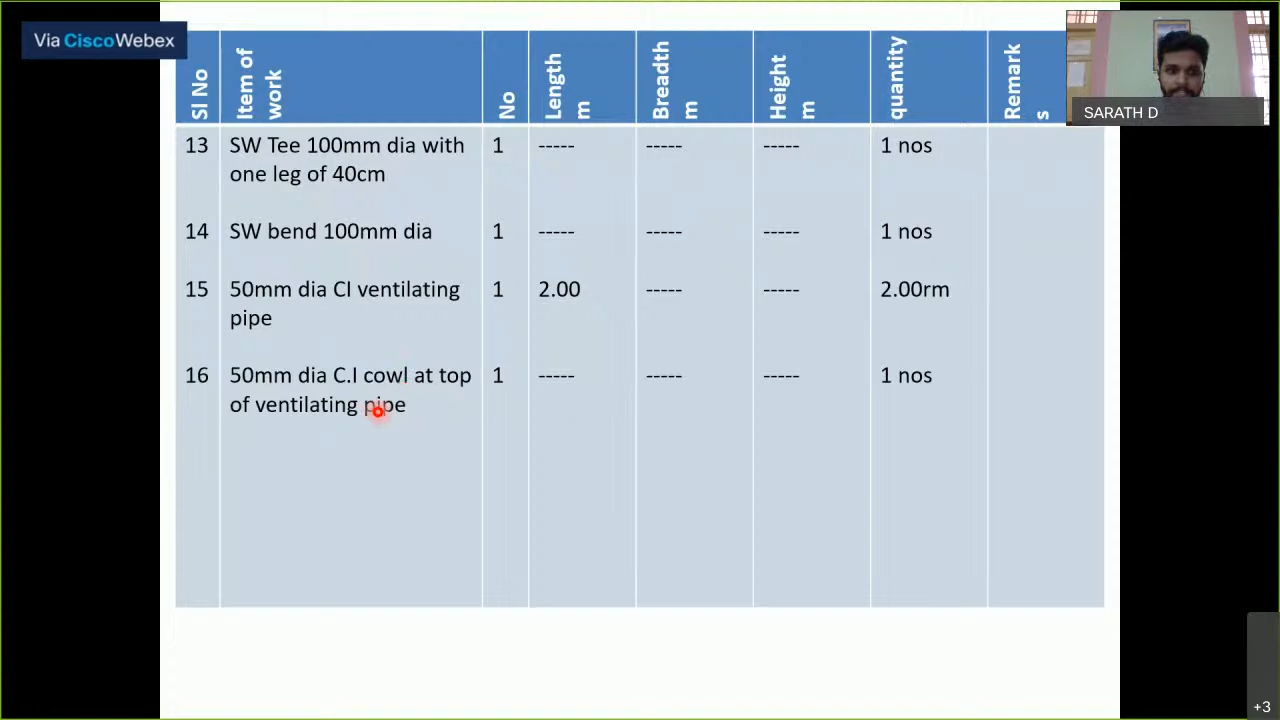 Via CiscoWebex
SARATH D
Sl No
Item of
work
No
Length
m
Breadth
m
Height
m
quantity
Remark
s
13 SW Tee 100mm dia with 1 ----- ----- ----- 1 nos
one leg of 40cm
14 SW bend 100mm dia 1 ----- ----- ----- 1 nos
15 50mm dia CI ventilating 1 2.00 ----- ----- 2.00rm
pipe
16 50mm dia C.I cowl at top 1 ----- ----- ----- 1 nos
of ventilating pipe
+3